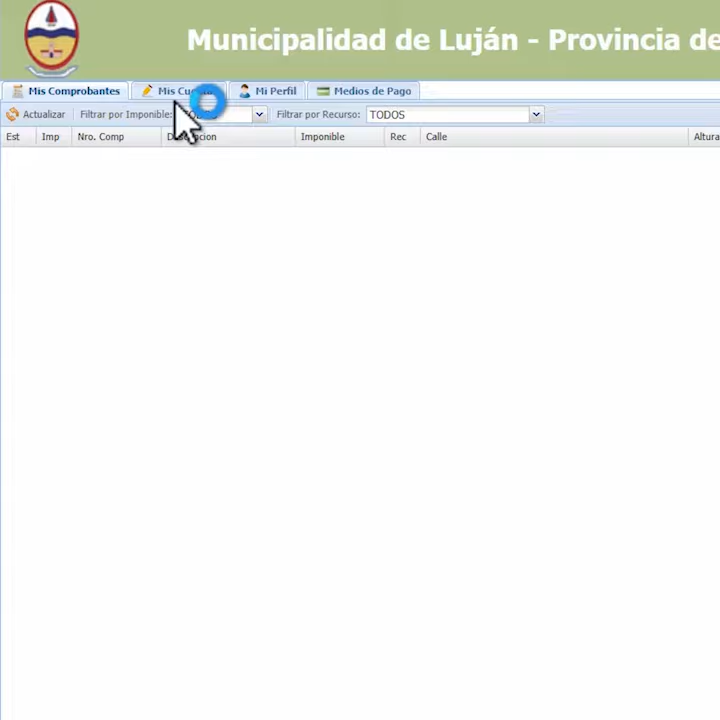 Municipalidad de Luján - Provincia de
Mis Comprobantes Mis Mi Perfil Medios de Pago
Actualizar Filtrar por Imponible: Filtrar por Recurso: TODOS
Est Imp Nro. Comp Imponible Rec Calle Altura